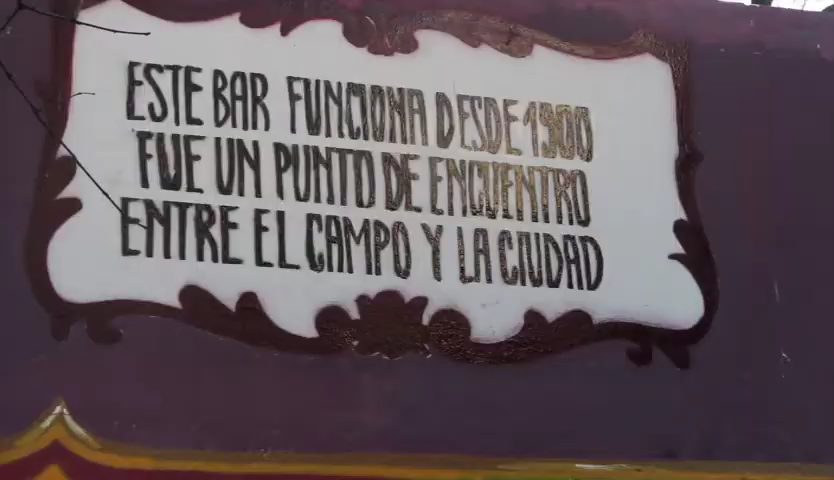 ESTE BAR FUNCIONA DESDE 1900
FUE UN PUNTO DE ENCUENTRO
ENTRE EL CAMPO Y LA CIUDAD